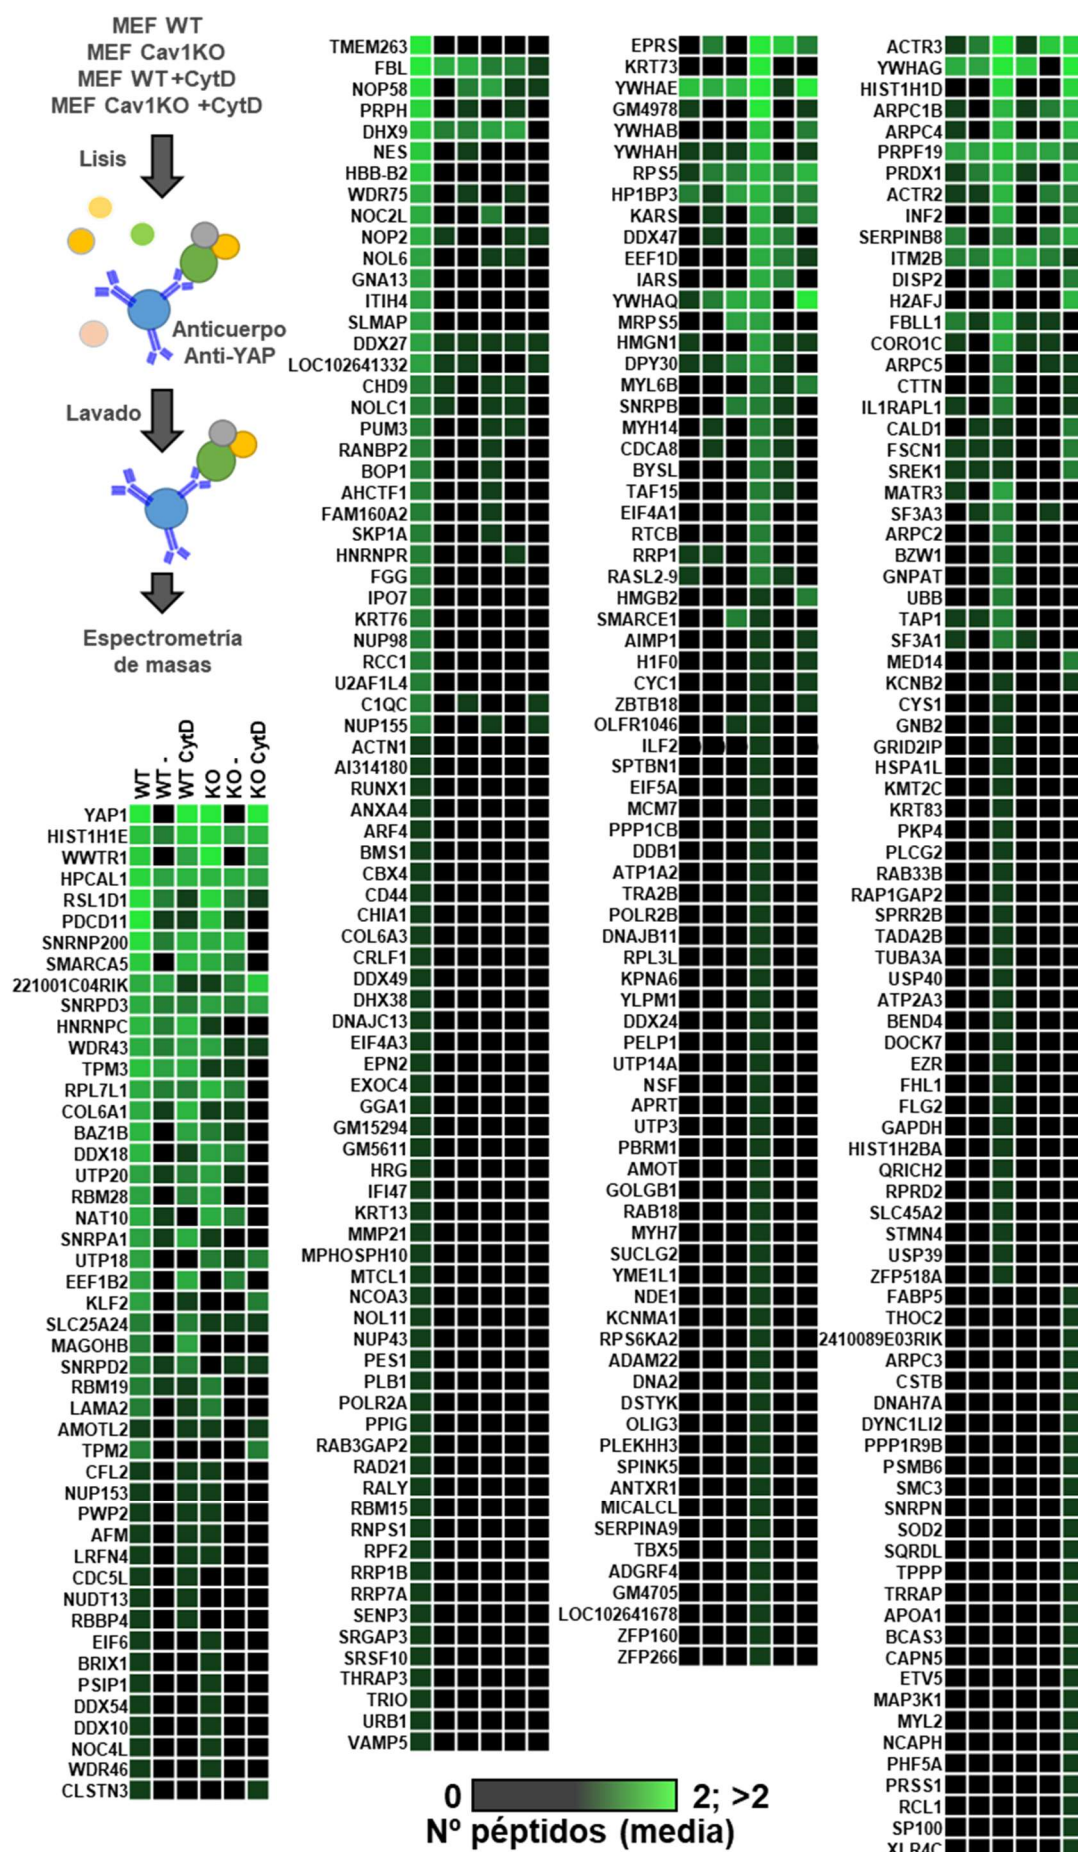 MEF WT
MEF Cav1KO
MEF WT +CytD
MEF Cav1KO +CytD
Lisis
Anticuerpo
Anti-YAP
Lavado
Espectrometría
de masas
WT
WT -
WT CytD
KO
KO -
KO CytD
YAP1
HIST1H1E
WWTR1
HPCAL1
RSL1D1
PDCD11
SNRNP200
SMARCA5
221001C04RIK
SNRPD3
HNRNPC
WDR43
TPM3
RPL7L1
COL6A1
BAZ1B
DDX18
UTP20
RBM28
NAT10
SNRPA1
UTP18
EEF1B2
KLF2
SLC25A24
MAGOHB
SNRPD2
RBM19
LAMA2
AMOTL2
TPM2
CFL2
NUP153
PWP2
AFM
LRFN4
CDC5L
NUDT13
RBBP4
EIF6
BRIX1
PSIP1
DDX54
DDX10
NOC4L
WDR46
CLSTN3
TMEM263
FBL
NOP58
PRPH
DHX9
NES
HBB-B2
WDR75
NOC2L
NOP2
NOL6
GNA13
ITIH4
SLMAP
DDX27
LOC102641332
CHD9
NOLC1
PUM3
RANBP2
BOP1
AHCTF1
FAM160A2
SKP1A
HNRNPR
FGG
IPO7
KRT76
NUP98
RCC1
U2AF1L4
C1QC
NUP155
ACTN1
AI314180
RUNX1
ANXA4
ARF4
BMS1
CBX4
CD44
CHIA1
COL6A3
CRLF1
DDX49
DHX38
DNAJC13
EIF4A3
EPN2
EXOC4
GGA1
GM15294
GM5611
HRG
IFI47
KRT13
MMP21
MPHOSPH10
MTCL1
NCOA3
NOL11
NUP43
PES1
PLB1
POLR2A
PPIG
RAB3GAP2
RAD21
RALY
RBM15
RNPS1
RPF2
RRP1B
RRP7A
SENP3
SRGAP3
SRSF10
THRAP3
TRIO
URB1
VAMP5
EPRS
KRT73
YWHAE
GM4978
YWHAB
YWHAH
RPS5
HP1BP3
KARS
DDX47
EEF1D
IARS
YWHAQ
MRPS5
HMGN1
DPY30
MYL6B
SNRPB
MYH14
CDCA8
BYSL
TAF15
EIF4A1
RTCB
RRP1
RASL2-9
HMGB2
SMARCE1
AIMP1
H1F0
CYC1
ZBTB18
OLFR1046
ILF2
SPTBN1
EIF5A
MCM7
PPP1CB
DDB1
ATP1A2
TRA2B
POLR2B
DNAJB11
RPL3L
KPNA6
YLPM1
DDX24
PELP1
UTP14A
NSF
APRT
UTP3
PBRM1
AMOT
GOLGB1
RAB18
MYH7
SUCLG2
YME1L1
NDE1
KCNMA1
RPS6KA2
ADAM22
DNA2
DSTYK
OLIG3
PLEKHH3
SPINK5
ANTXR1
MICALCL
SERPINA9
TBX5
ADGRF4
GM4705
LOC102641678
ZFP160
ZFP266
ACTR3
YWHAG
HIST1H1D
ARPC1B
ARPC4
PRPF19
PRDX1
ACTR2
INF2
SERPINB8
ITM2B
DISP2
H2AFJ
FBLL1
CORO1C
ARPC5
CTTN
IL1RAPL1
CALD1
FSCN1
SREK1
MATR3
SF3A3
ARPC2
BZW1
GNPAT
UBB
TAP1
SF3A1
MED14
KCNB2
CYS1
GNB2
GRID2IP
HSPA1L
KMT2C
KRT83
PKP4
PLCG2
RAB33B
RAP1GAP2
SPRR2B
TADA2B
TUBA3A
USP40
ATP2A3
BEND4
DOCK7
EZR
FHL1
FLG2
GAPDH
HIST1H2BA
QRICH2
RPRD2
SLC45A2
STMN4
USP39
ZFP518A
FABP5
THOC2
2410089E03RIK
ARPC3
CSTB
DNAH7A
DYNC1LI2
PPP1R9B
PSMB6
SMC3
SNRPN
SOD2
SQRDL
TPPP
TRRAP
APOA1
BCAS3
CAPN5
ETV5
MAP3K1
MYL2
NCAPH
PHF5A
PRSS1
RCL1
SP100
XLR4C
0
2; >2
Nº péptidos (media)